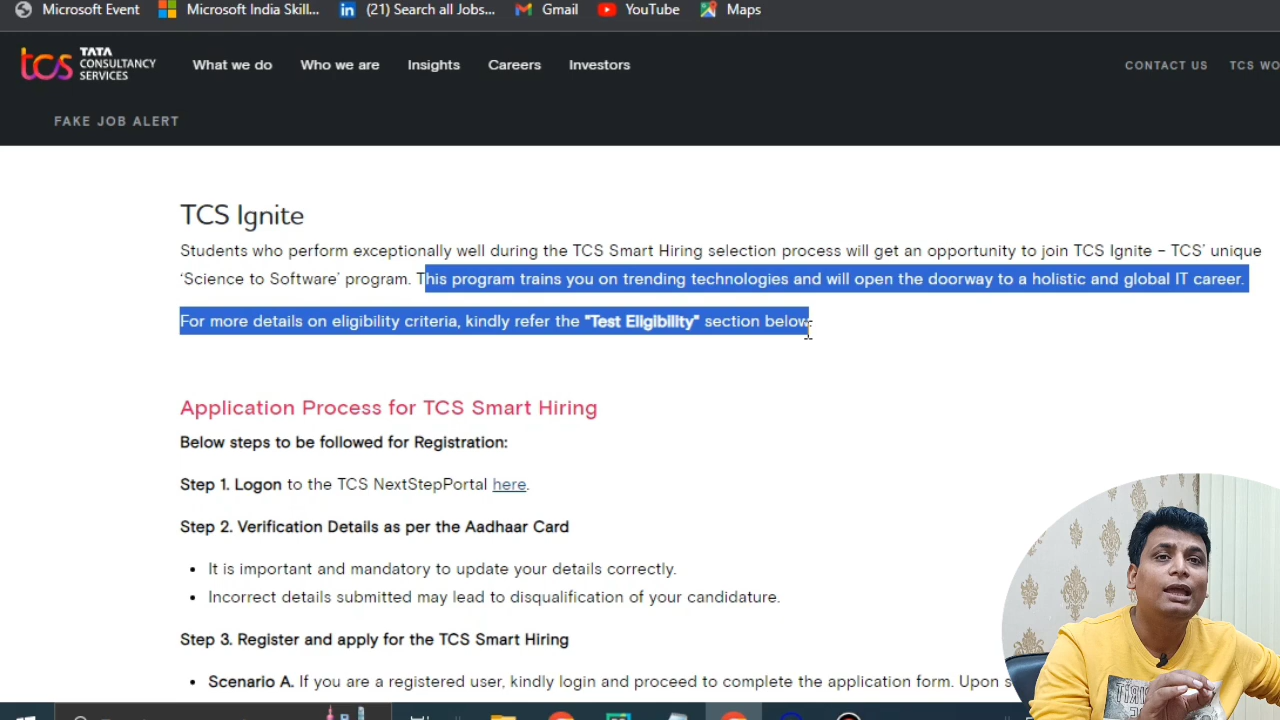 Microsoft Event Microsoft India Skill... (21) Search all Jobs... Gmail YouTube Maps
tcs TATA CONSULTANCY SERVICES What we do Who we are Insights Careers Investors CONTACT US TCS WO
FAKE JOB ALERT
TCS Ignite
Students who perform exceptionally well during the TCS Smart Hiring selection process will get an opportunity to join TCS Ignite – TCS' unique
'Science to Software' program. This program trains you on trending technologies and will open the doorway to a holistic and global IT career.
For more details on eligibility criteria, kindly refer the "Test Eligibility" section below.
Application Process for TCS Smart Hiring
Below steps to be followed for Registration:
Step 1. Logon to the TCS NextStepPortal here.
Step 2. Verification Details as per the Aadhaar Card
• It is important and mandatory to update your details correctly.
• Incorrect details submitted may lead to disqualification of your candidature.
Step 3. Register and apply for the TCS Smart Hiring
• Scenario A. If you are a registered user, kindly login and proceed to complete the application form. Upon s